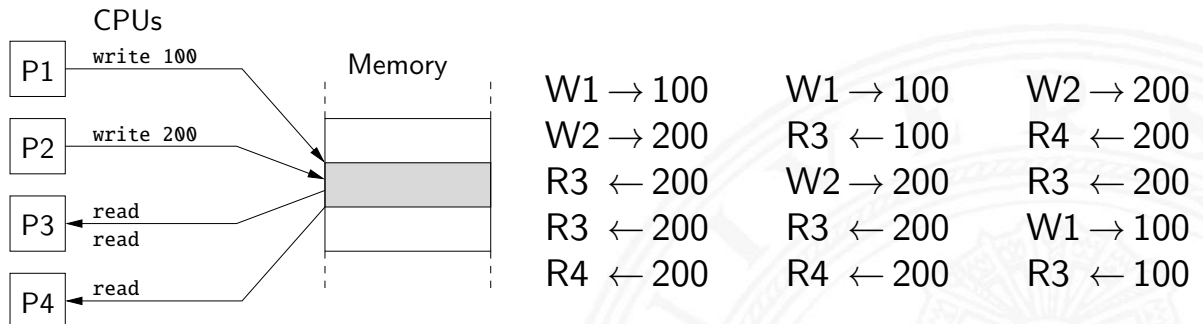 CPUs
P1
write 100
Memory
P2
write 200
P3
read
read
P4
read
W1 → 100
W2 → 200
R3 ← 200
R3 ← 200
R4 ← 200
W1 → 100
R3 ← 100
W2 → 200
R3 ← 200
R4 ← 200
W2 → 200
R4 ← 200
R3 ← 200
W1 → 100
R3 ← 100